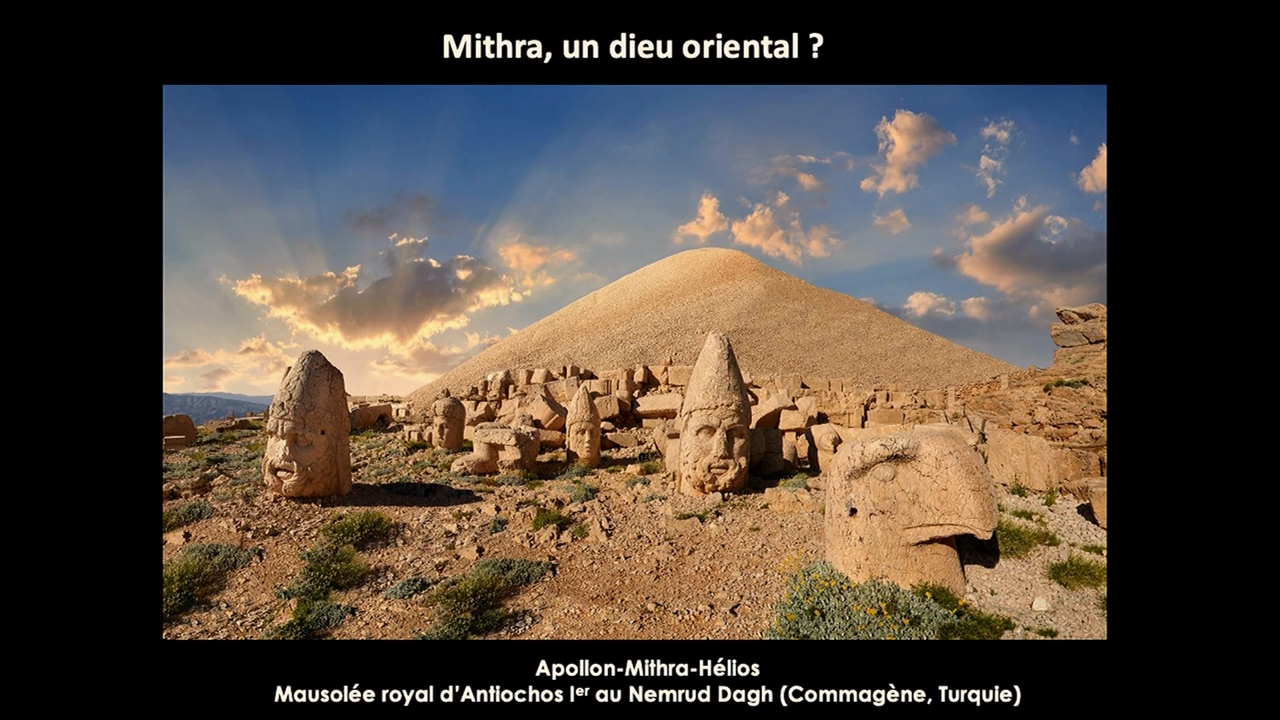 Mithra, un dieu oriental ?
Apollon-Mithra-Hélios
Mausolée royal d'Antiochos Iᵉʳ au Nemrud Dagh (Commagène, Turquie)